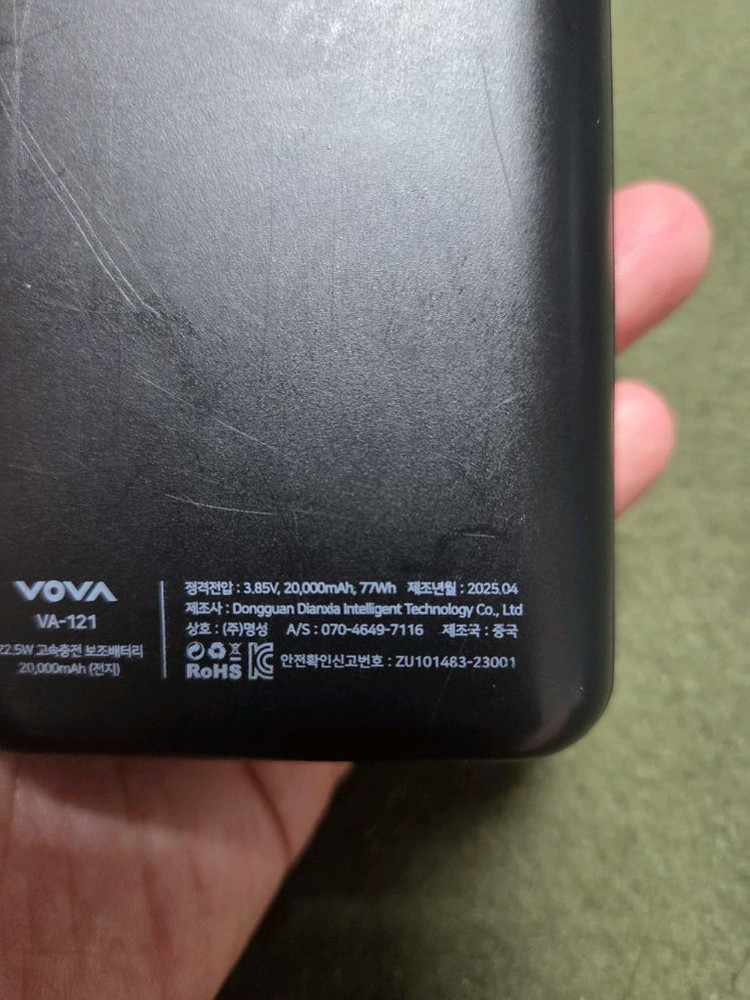 VOVA
VA-121
22.5W 고속충전 보조배터리
20,000mAh (전지)
정격전압 : 3.85V, 20,000mAh, 77Wh 제조년월 : 2025.04
제조사 : Dongguan Dianxia Intelligent Technology Co., Ltd
상호 : (주)명성 A/S : 070-4649-7116 제조국 : 중국
RoHS 안전확인신고번호 : ZU101483-23001